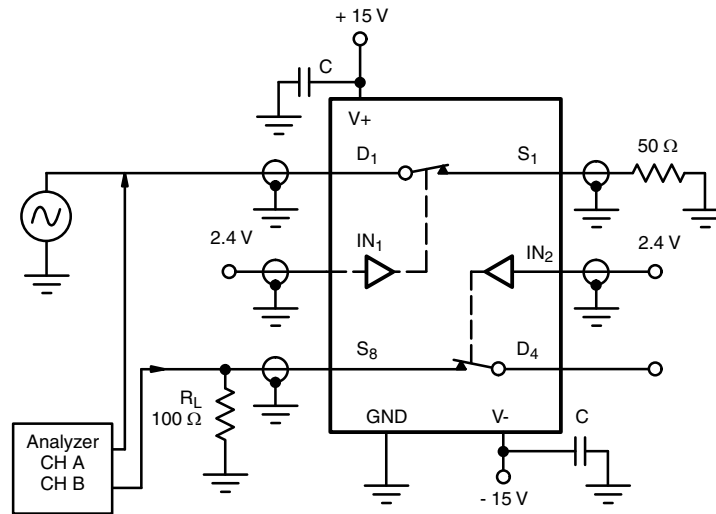 + 15 V
C
V+
D1
S1
50 Ω
2.4 V
IN1
IN2
2.4 V
S8
D4
RL
100 Ω
GND
V-
C
Analyzer
CH A
CH B
- 15 V